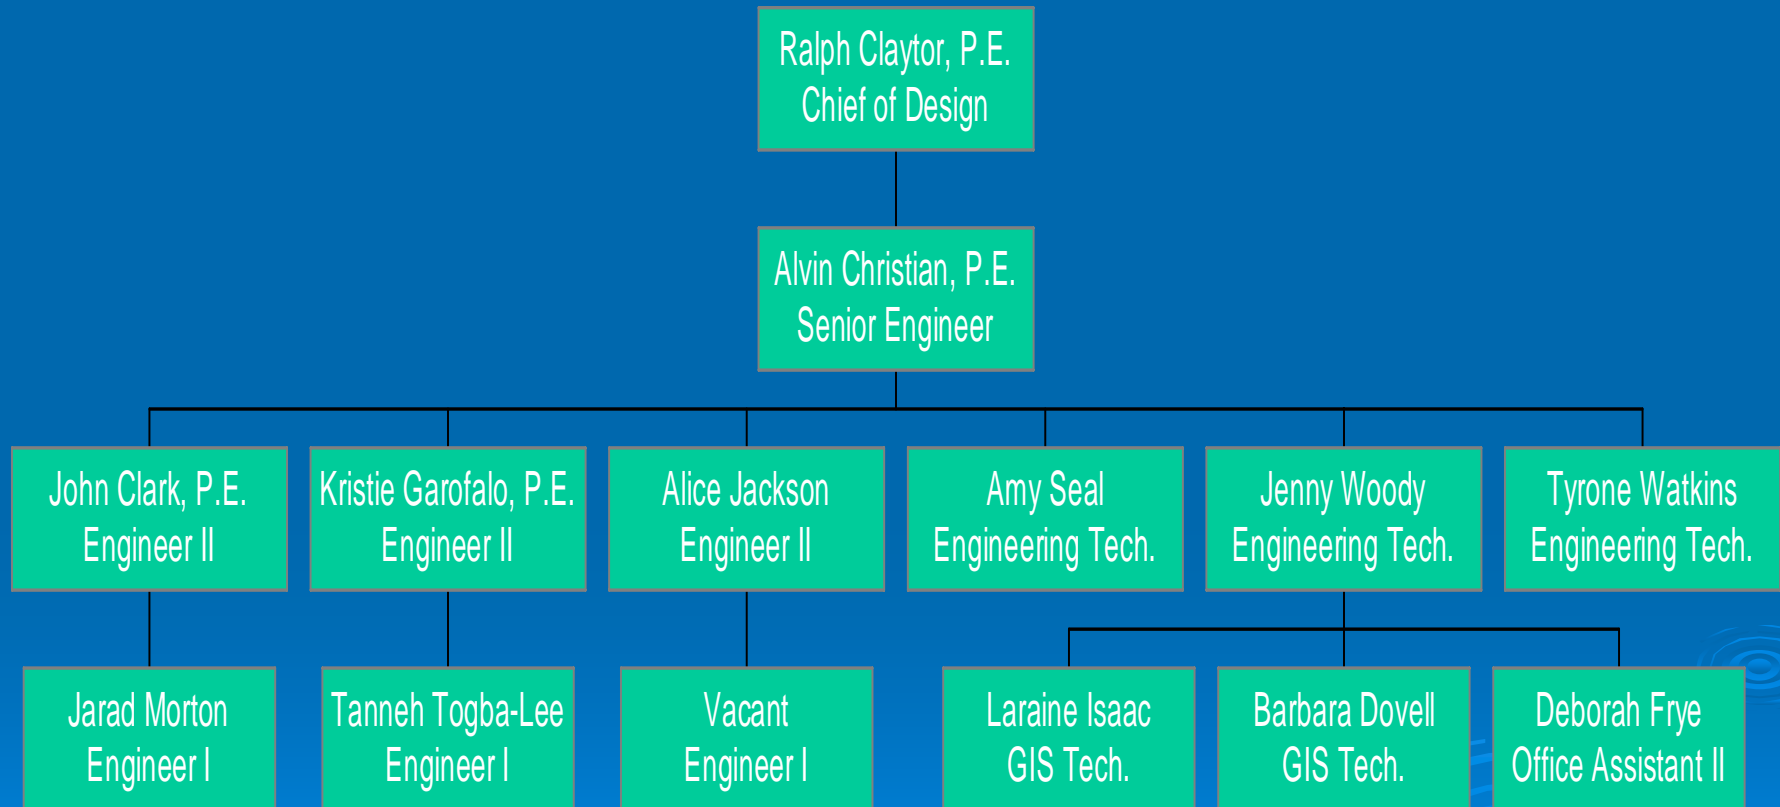 Ralph Claytor, P.E.
Chief of Design
Alvin Christian, P.E.
Senior Engineer
John Clark, P.E.
Engineer II
Kristie Garofalo, P.E.
Engineer II
Alice Jackson
Engineer II
Amy Seal
Engineering Tech.
Jenny Woody
Engineering Tech.
Tyrone Watkins
Engineering Tech.
Jarad Morton
Engineer I
Tanneh Togba-Lee
Engineer I
Vacant
Engineer I
Laraine Isaac
GIS Tech.
Barbara Dovell
GIS Tech.
Deborah Frye
Office Assistant II